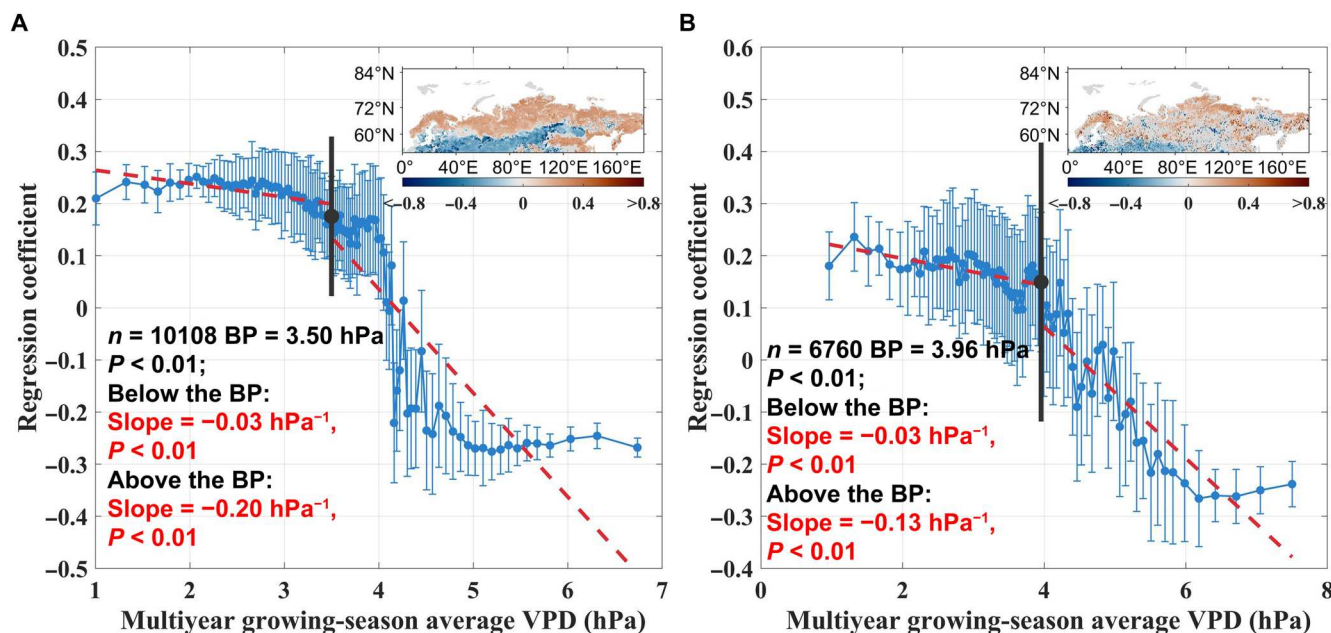 A
Regression coefficient
0.5
0.4
0.3
0.2
0.1
0
−0.1
−0.2
−0.3
−0.4
−0.5
84°N
72°N
60°N
0 40°E 80°E 120°E 160°E
<−0.8 −0.4 0 0.4 >0.8
n = 10108 BP = 3.50 hPa
P < 0.01;
Below the BP:
Slope = −0.03 hPa⁻¹,
P < 0.01
Above the BP:
Slope = −0.20 hPa⁻¹,
P < 0.01
1 2 3 4 5 6 7
Multiyear growing-season average VPD (hPa)
B
Regression coefficient
0.6
0.5
0.4
0.3
0.2
0.1
0
−0.1
−0.2
−0.3
−0.4
84°N
72°N
60°N
0 40°E 80°E 120°E 160°E
<−0.8 −0.4 0 0.4 >0.8
n = 6760 BP = 3.96 hPa
P < 0.01;
Below the BP:
Slope = −0.03 hPa⁻¹,
P < 0.01
Above the BP:
Slope = −0.13 hPa⁻¹,
P < 0.01
0 2 4 6 8
Multiyear growing-season average VPD (hPa)